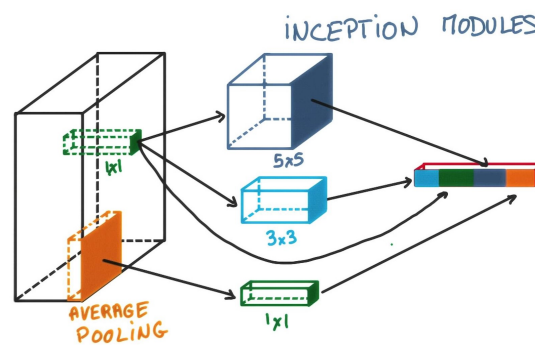 INCEPTION MODULES
1x1
5x5
3x3
AVERAGE
POOLING
1x1